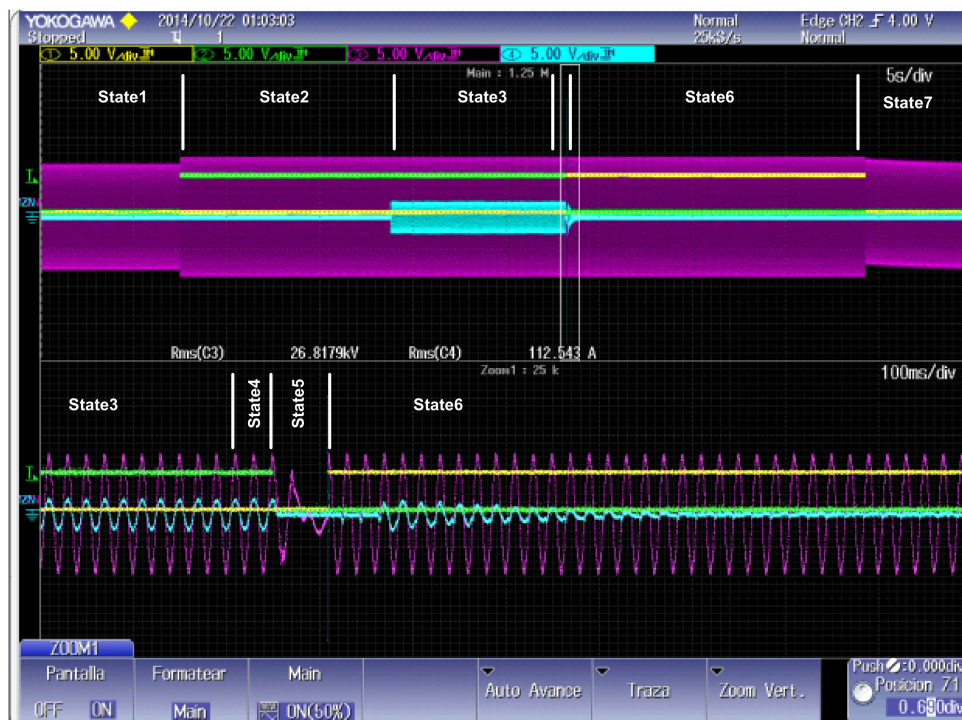 YOKOGAWA 2014/10/22 01:03:03 Normal Edge CH2 4.00 V
Stopped 1 25kS/s Normal
1 5.00 V/div 2 5.00 V/div 3 5.00 V/div 4 5.00 V/div
Main : 1.25 M 5s/div
State1 State2 State3 State6 State7
Rms(C3) 26.8179kV Rms(C4) 112.543 A
Zoom1 : 25 k 100ms/div
State3 State4 State5 State6
ZOOM1
Pantalla Formatear Main Auto Avance Traza Zoom Vert.
OFF ON Main ON(50%)
Push :0.000div
Posicion Z1
0.690div